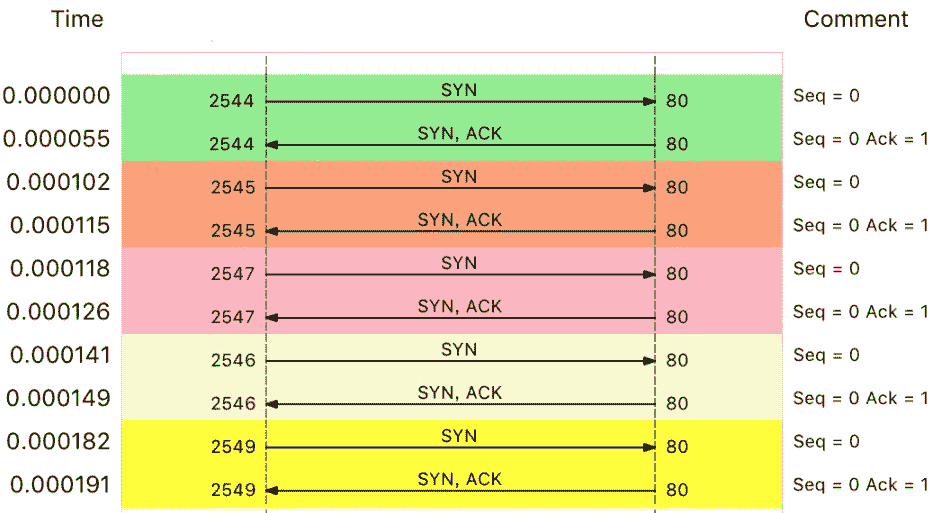 Time Comment
0.000000 2544 SYN 80 Seq = 0
0.000055 2544 SYN, ACK 80 Seq = 0 Ack = 1
0.000102 2545 SYN 80 Seq = 0
0.000115 2545 SYN, ACK 80 Seq = 0 Ack = 1
0.000118 2547 SYN 80 Seq = 0
0.000126 2547 SYN, ACK 80 Seq = 0 Ack = 1
0.000141 2546 SYN 80 Seq = 0
0.000149 2546 SYN, ACK 80 Seq = 0 Ack = 1
0.000182 2549 SYN 80 Seq = 0
0.000191 2549 SYN, ACK 80 Seq = 0 Ack = 1